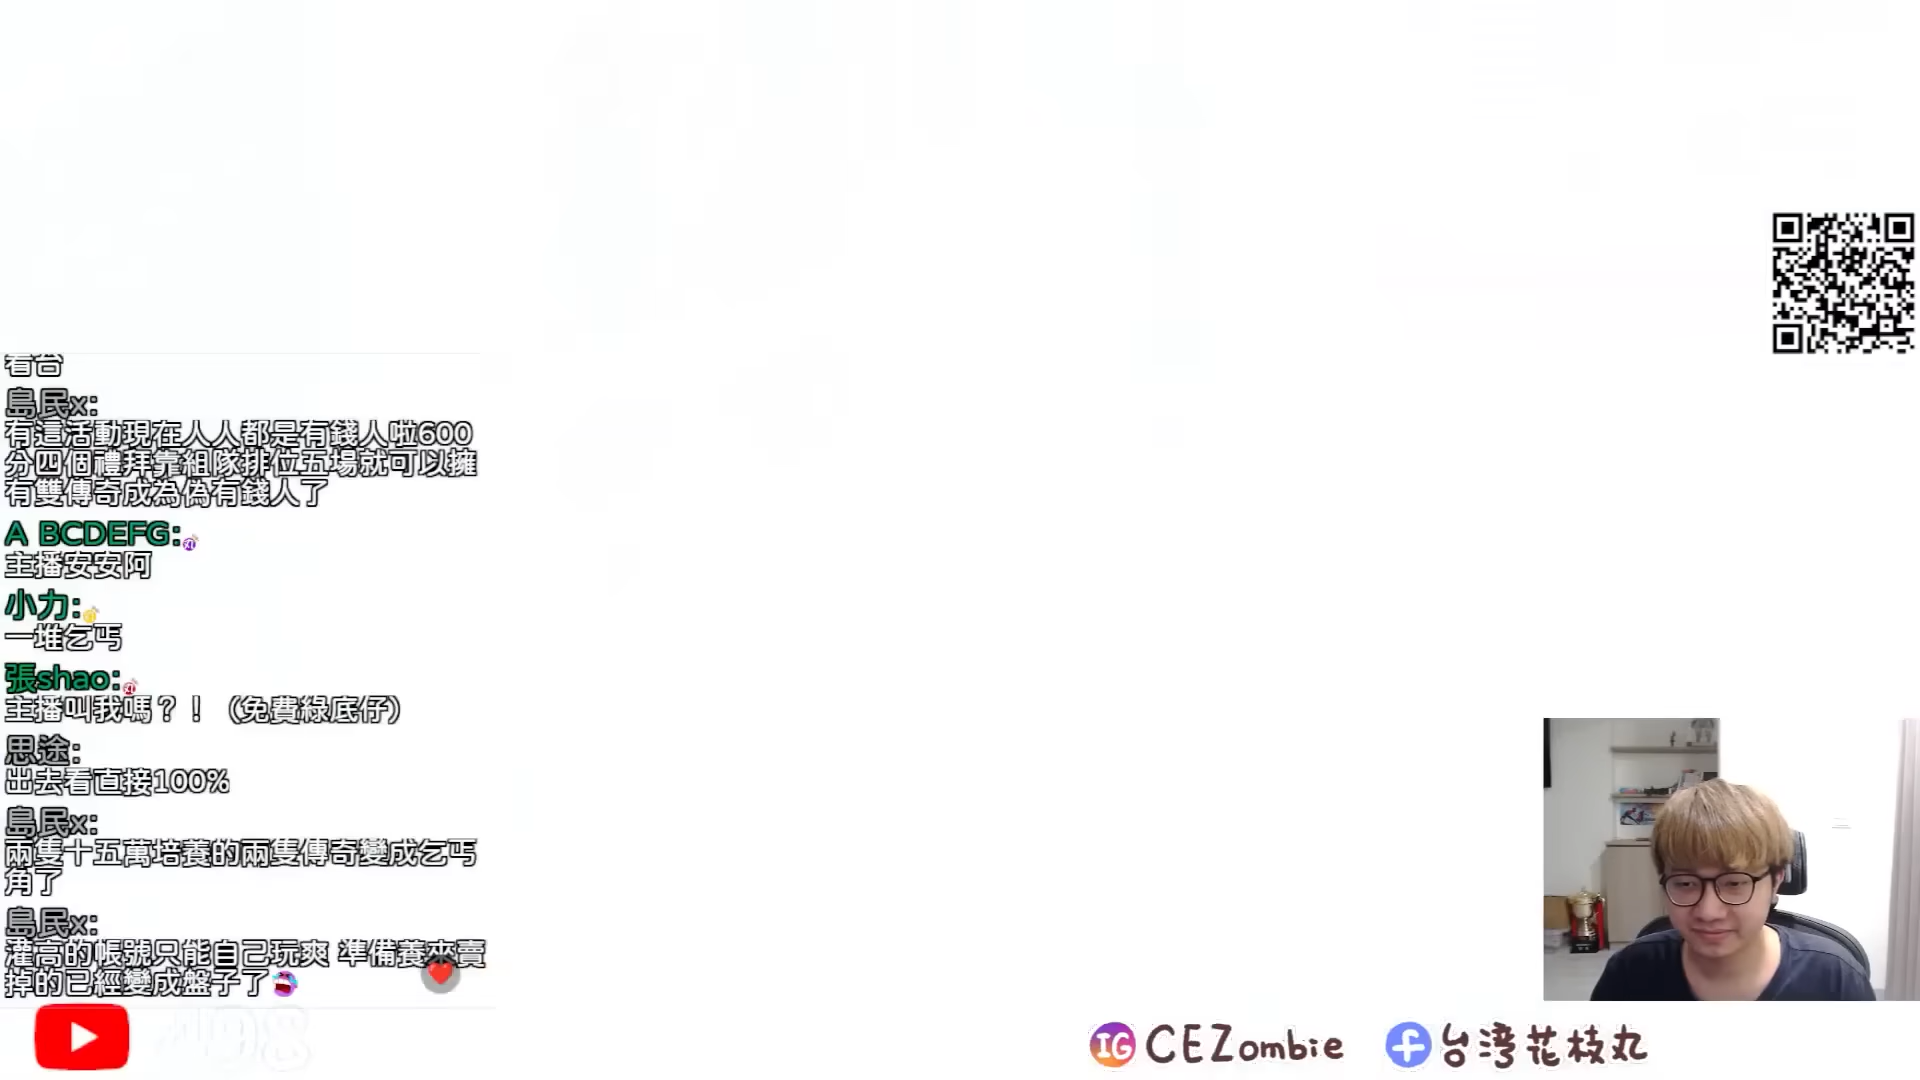 看台
島民x:
有這活動現在人人都是有錢人啦600
分四個禮拜靠組隊排位五場就可以擁
有雙傳奇成為偽有錢人了
A BCDEFG:
主播安安阿
小力:
一堆乞丐
張shao:
主播叫我嗎？！（免費綠底仔）
思途:
出去看直接100%
島民x:
兩隻十五萬培養的兩隻傳奇變成乞丐
角了
島民x:
灌高的帳號只能自己玩爽 準備養來賣
掉的已經變成盤子了
498
IG CEZombie
台灣花枝丸